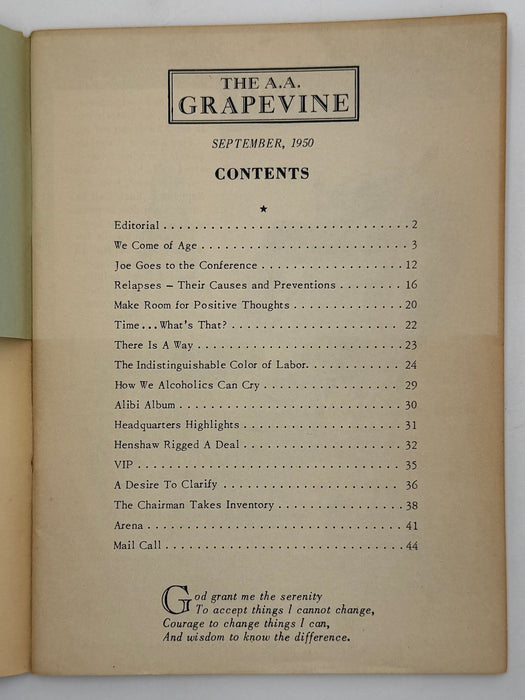 THE A.A.
GRAPEVINE
SEPTEMBER, 1950
CONTENTS
★
Editorial . . . . . . . . . . . . . . . . . . . . . . . . . . . . . . . 2
We Come of Age . . . . . . . . . . . . . . . . . . . . . . . . . . 3
Joe Goes to the Conference . . . . . . . . . . . . . . . . . . 12
Relapses – Their Causes and Preventions . . . . . . . . 16
Make Room for Positive Thoughts . . . . . . . . . . . . . . 20
Time...What's That? . . . . . . . . . . . . . . . . . . . . . . 22
There Is A Way . . . . . . . . . . . . . . . . . . . . . . . . . . 23
The Indistinguishable Color of Labor. . . . . . . . . . . . 24
How We Alcoholics Can Cry . . . . . . . . . . . . . . . . . . 29
Alibi Album . . . . . . . . . . . . . . . . . . . . . . . . . . . . 30
Headquarters Highlights . . . . . . . . . . . . . . . . . . . . 31
Henshaw Rigged A Deal . . . . . . . . . . . . . . . . . . . . 32
VIP . . . . . . . . . . . . . . . . . . . . . . . . . . . . . . . . . 35
A Desire To Clarify . . . . . . . . . . . . . . . . . . . . . . . 36
The Chairman Takes Inventory . . . . . . . . . . . . . . . . 38
Arena . . . . . . . . . . . . . . . . . . . . . . . . . . . . . . . . 41
Mail Call . . . . . . . . . . . . . . . . . . . . . . . . . . . . . . 44
God grant me the serenity
To accept things I cannot change,
Courage to change things I can,
And wisdom to know the difference.